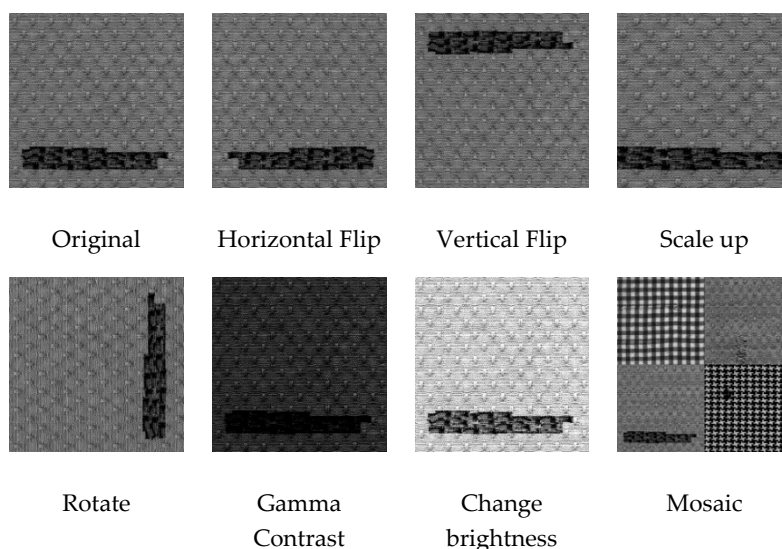 Original
Horizontal Flip
Vertical Flip
Scale up
Rotate
Gamma
Contrast
Change
brightness
Mosaic